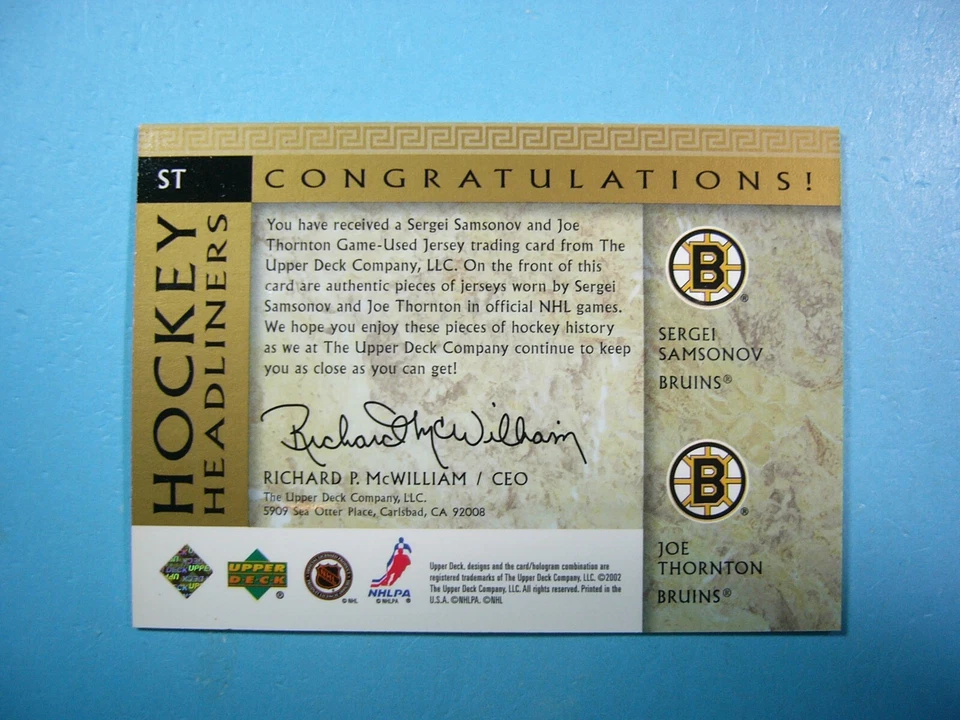 ST
CONGRATULATIONS!
HOCKEY
HEADLINERS
You have received a Sergei Samsonov and Joe
Thornton Game-Used Jersey trading card from The
Upper Deck Company, LLC. On the front of this
card are authentic pieces of jerseys worn by Sergei
Samsonov and Joe Thornton in official NHL games.
We hope you enjoy these pieces of hockey history
as we at The Upper Deck Company continue to keep
you as close as you can get!
Richard McWilliam
RICHARD P. McWILLIAM / CEO
The Upper Deck Company, LLC.
5909 Sea Otter Place, Carlsbad, CA 92008
B
®
SERGEI
SAMSONOV
BRUINS®
B
®
JOE
THORNTON
BRUINS®
UPPER
DECK
®
NHL
© NHL
NHLPA
© NHLPA ®
Upper Deck, designs and the card/hologram combination are
registered trademarks of The Upper Deck Company, LLC. ©2002
The Upper Deck Company, LLC. All rights reserved. Printed in the
U.S.A. ©NHLPA. ©NHL